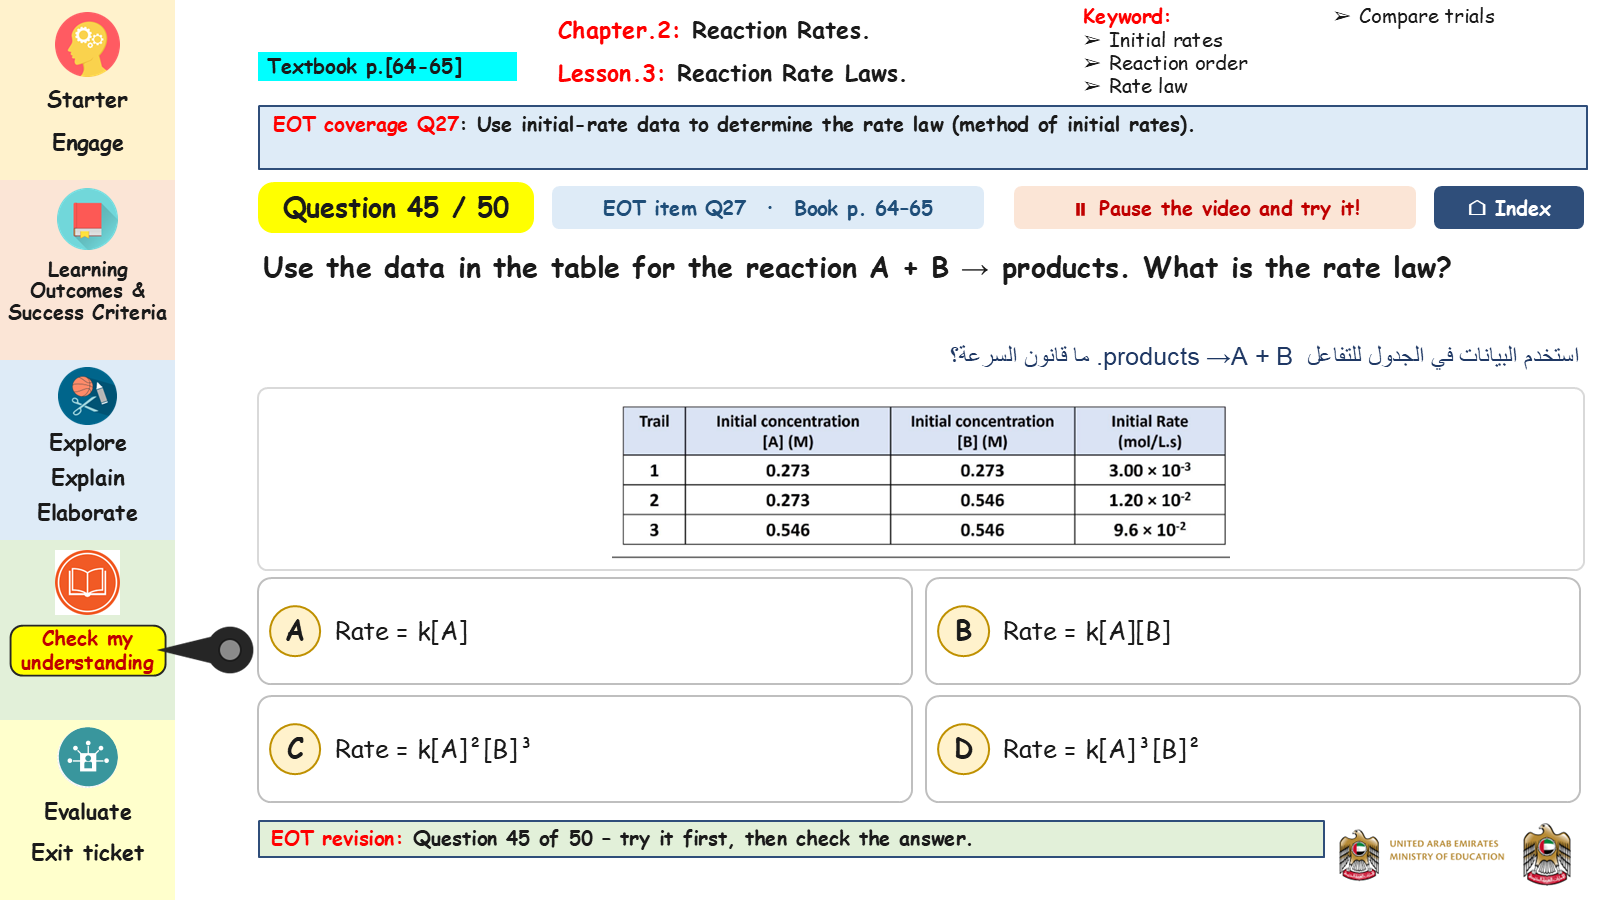 Starter
Engage
Learning
Outcomes &
Success Criteria
Explore
Explain
Elaborate
Check my
understanding
Evaluate
Exit ticket
Textbook p.[64-65]
Chapter.2: Reaction Rates.
Lesson.3: Reaction Rate Laws.
Keyword:
➢ Initial rates
➢ Reaction order
➢ Rate law
➢ Compare trials
EOT coverage Q27: Use initial-rate data to determine the rate law (method of initial rates).
Question 45 / 50
EOT item Q27 · Book p. 64–65
⏸ Pause the video and try it!
⌂ Index
Use the data in the table for the reaction A + B → products. What is the rate law?
استخدم البيانات في الجدول للتفاعل A + B→ products. ما قانون السرعة؟
Trail Initial concentration [A] (M) Initial concentration [B] (M) Initial Rate (mol/L.s)
1 0.273 0.273 3.00 × 10⁻³
2 0.273 0.546 1.20 × 10⁻²
3 0.546 0.546 9.6 × 10⁻²
A Rate = k[A]
B Rate = k[A][B]
C Rate = k[A]²[B]³
D Rate = k[A]³[B]²
EOT revision: Question 45 of 50 – try it first, then check the answer.
UNITED ARAB EMIRATES
MINISTRY OF EDUCATION